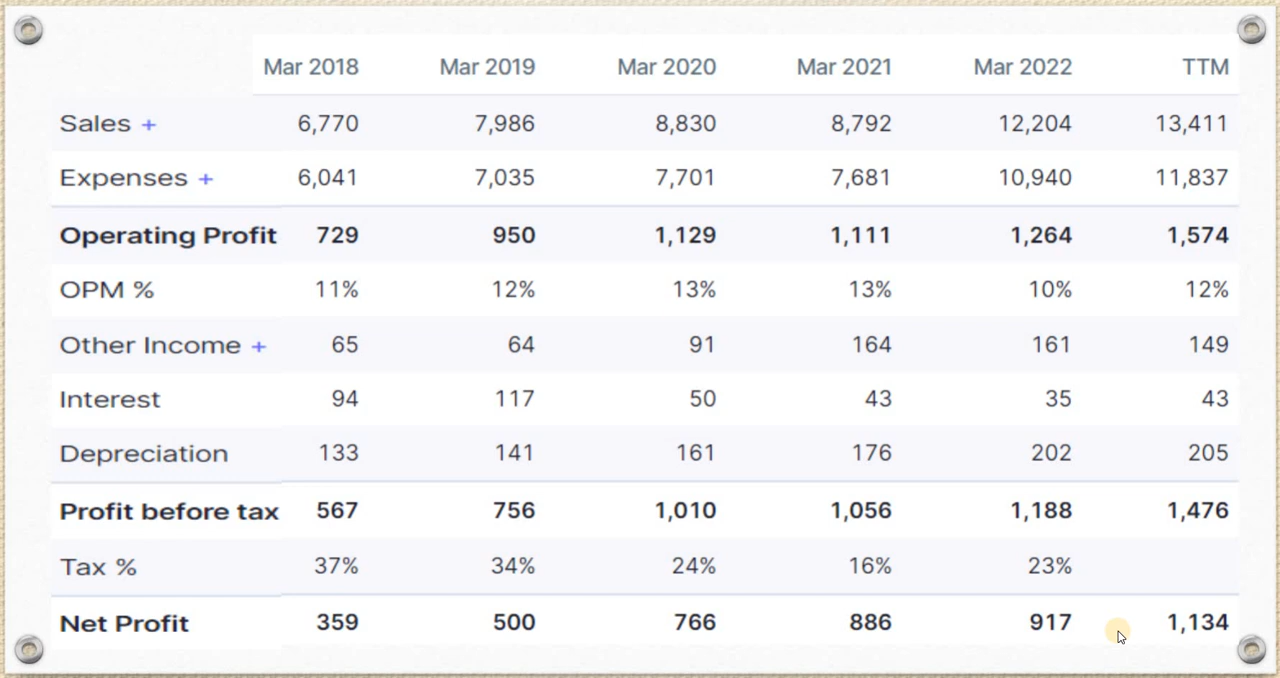 Mar 2018 Mar 2019 Mar 2020 Mar 2021 Mar 2022 TTM
Sales + 6,770 7,986 8,830 8,792 12,204 13,411
Expenses + 6,041 7,035 7,701 7,681 10,940 11,837
Operating Profit 729 950 1,129 1,111 1,264 1,574
OPM % 11% 12% 13% 13% 10% 12%
Other Income + 65 64 91 164 161 149
Interest 94 117 50 43 35 43
Depreciation 133 141 161 176 202 205
Profit before tax 567 756 1,010 1,056 1,188 1,476
Tax % 37% 34% 24% 16% 23%
Net Profit 359 500 766 886 917 1,134